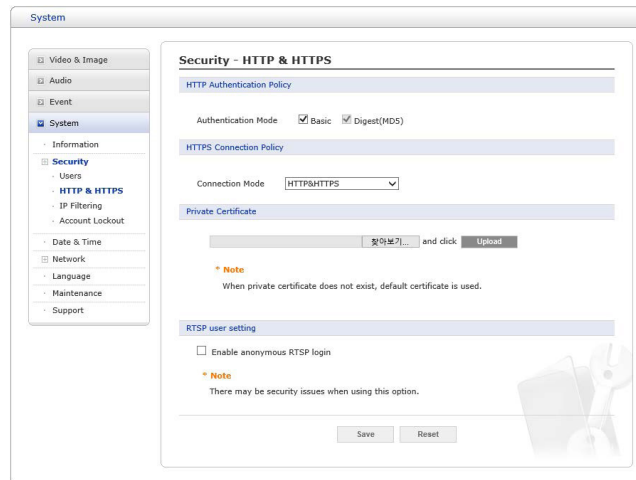 System
Video & Image
Audio
Event
System
Information
Security
Users
HTTP & HTTPS
IP Filtering
Account Lockout
Date & Time
Network
Language
Maintenance
Support
Security - HTTP & HTTPS
HTTP Authentication Policy
Authentication Mode Basic Digest(MD5)
HTTPS Connection Policy
Connection Mode HTTP&HTTPS
Private Certificate
찾아보기... and click Upload
* Note
When private certificate does not exist, default certificate is used.
RTSP user setting
Enable anonymous RTSP login
* Note
There may be security issues when using this option.
Save Reset